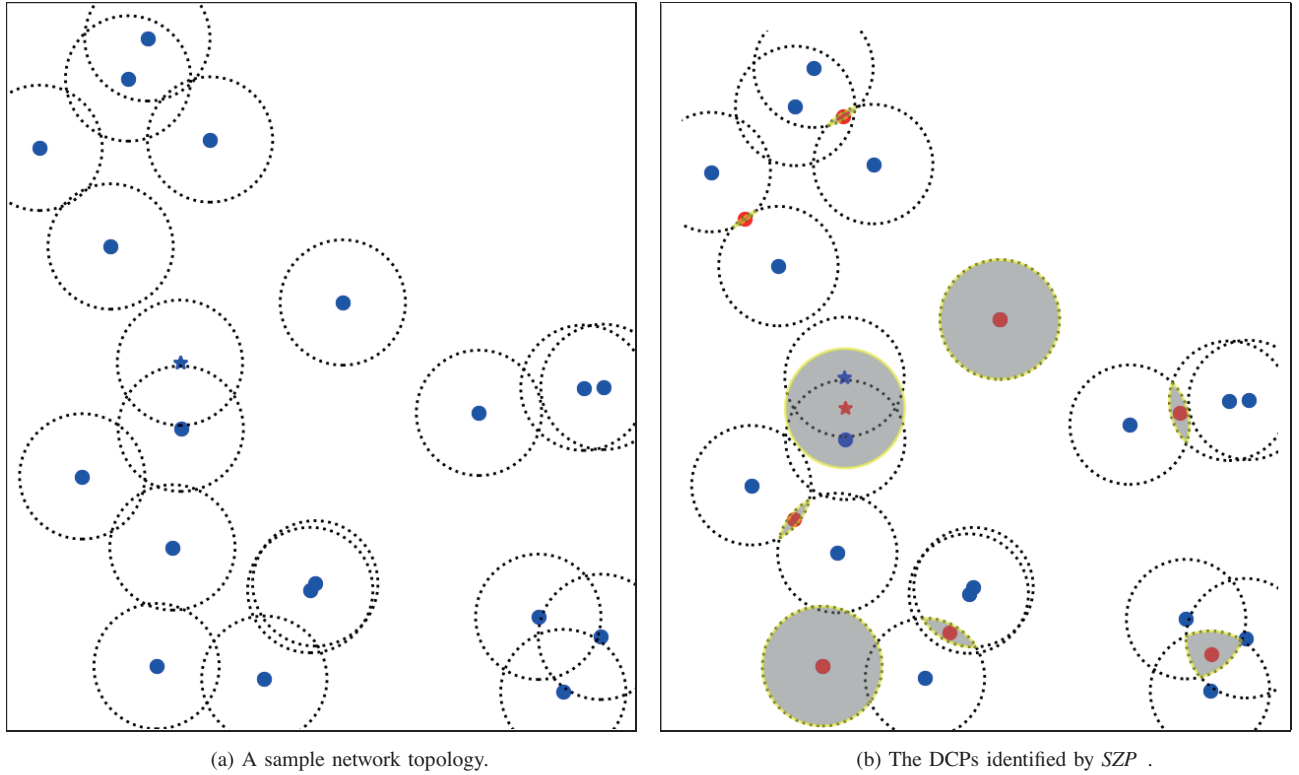 (a) A sample network topology.
(b) The DCPs identified by SZP .